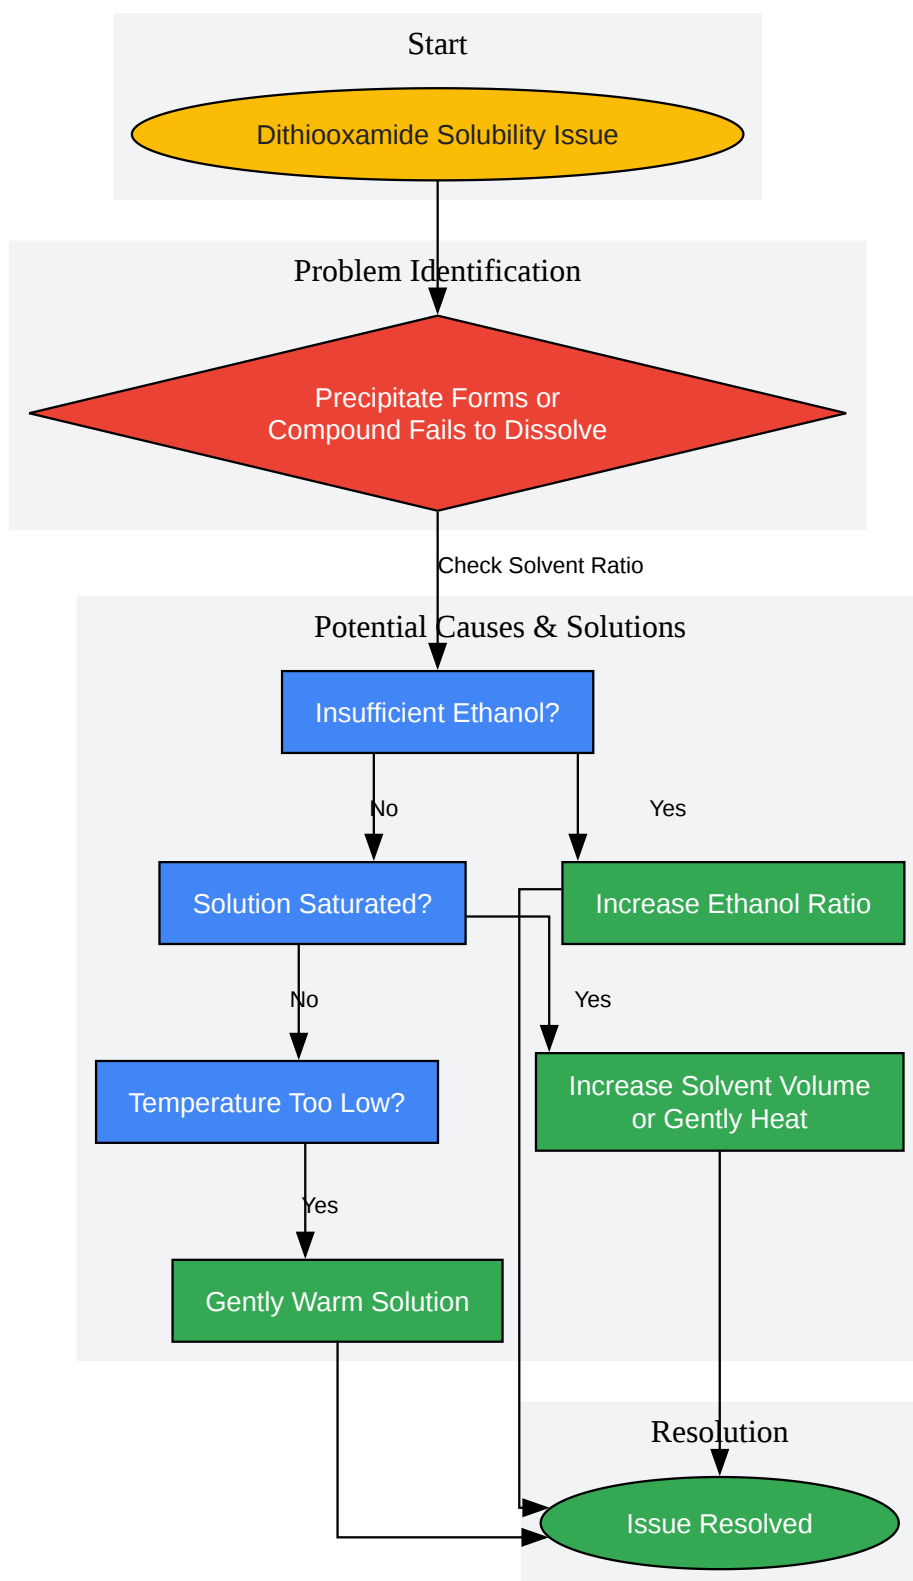 Start
Dithiooxamide Solubility Issue
Problem Identification
Precipitate Forms or
Compound Fails to Dissolve
Check Solvent Ratio
Potential Causes & Solutions
Insufficient Ethanol?
No
Yes
Solution Saturated?
Increase Ethanol Ratio
No
Yes
Temperature Too Low?
Increase Solvent Volume
or Gently Heat
Yes
Gently Warm Solution
Resolution
Issue Resolved